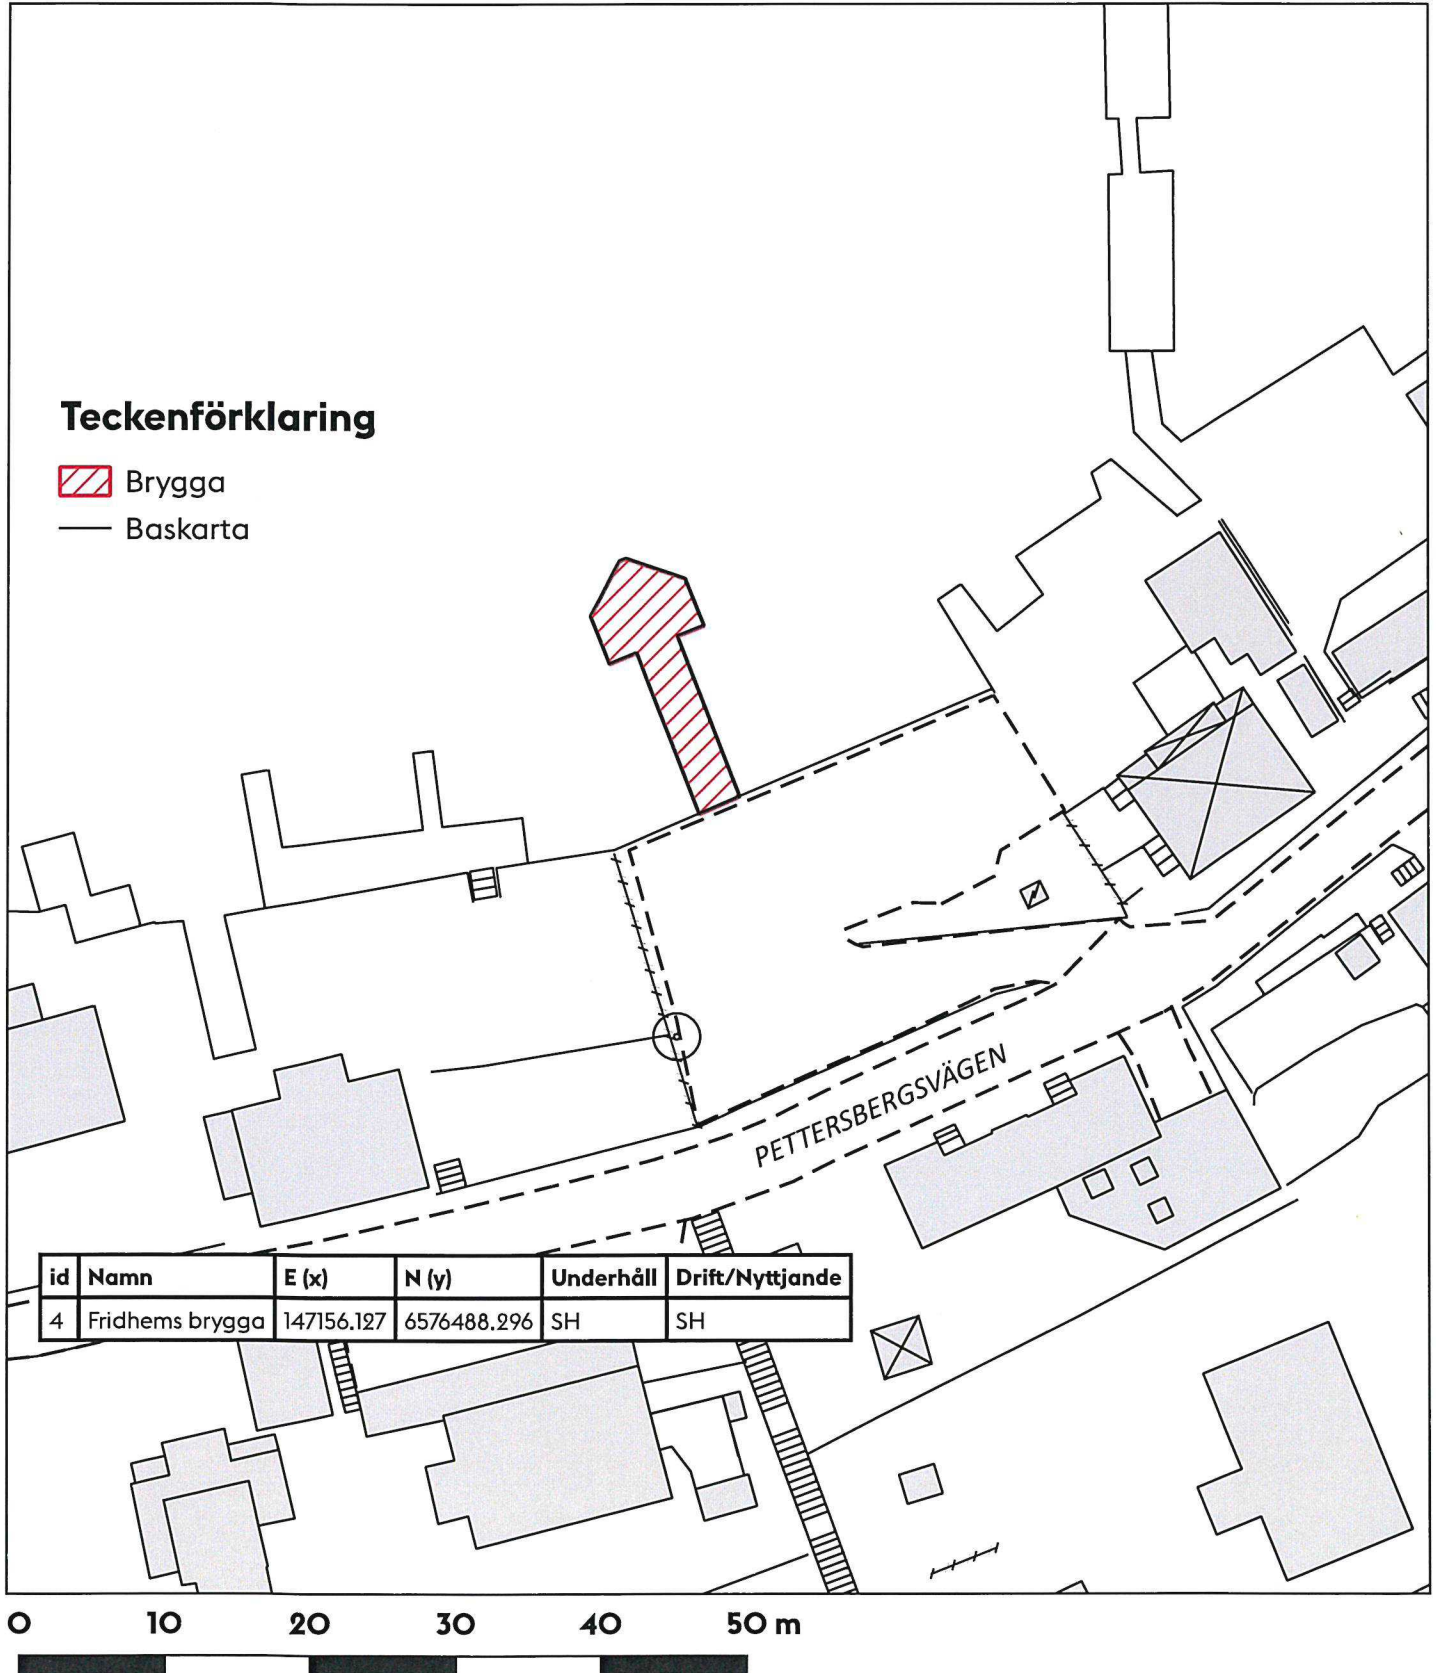 Teckenförklaring
Brygga
Baskarta
PETTERSBERGSVÄGEN
id Namn E (x) N (y) Underhåll Drift/Nyttjande
4 Fridhems brygga 147156.127 6576488.296 SH SH
0 10 20 30 40 50 m